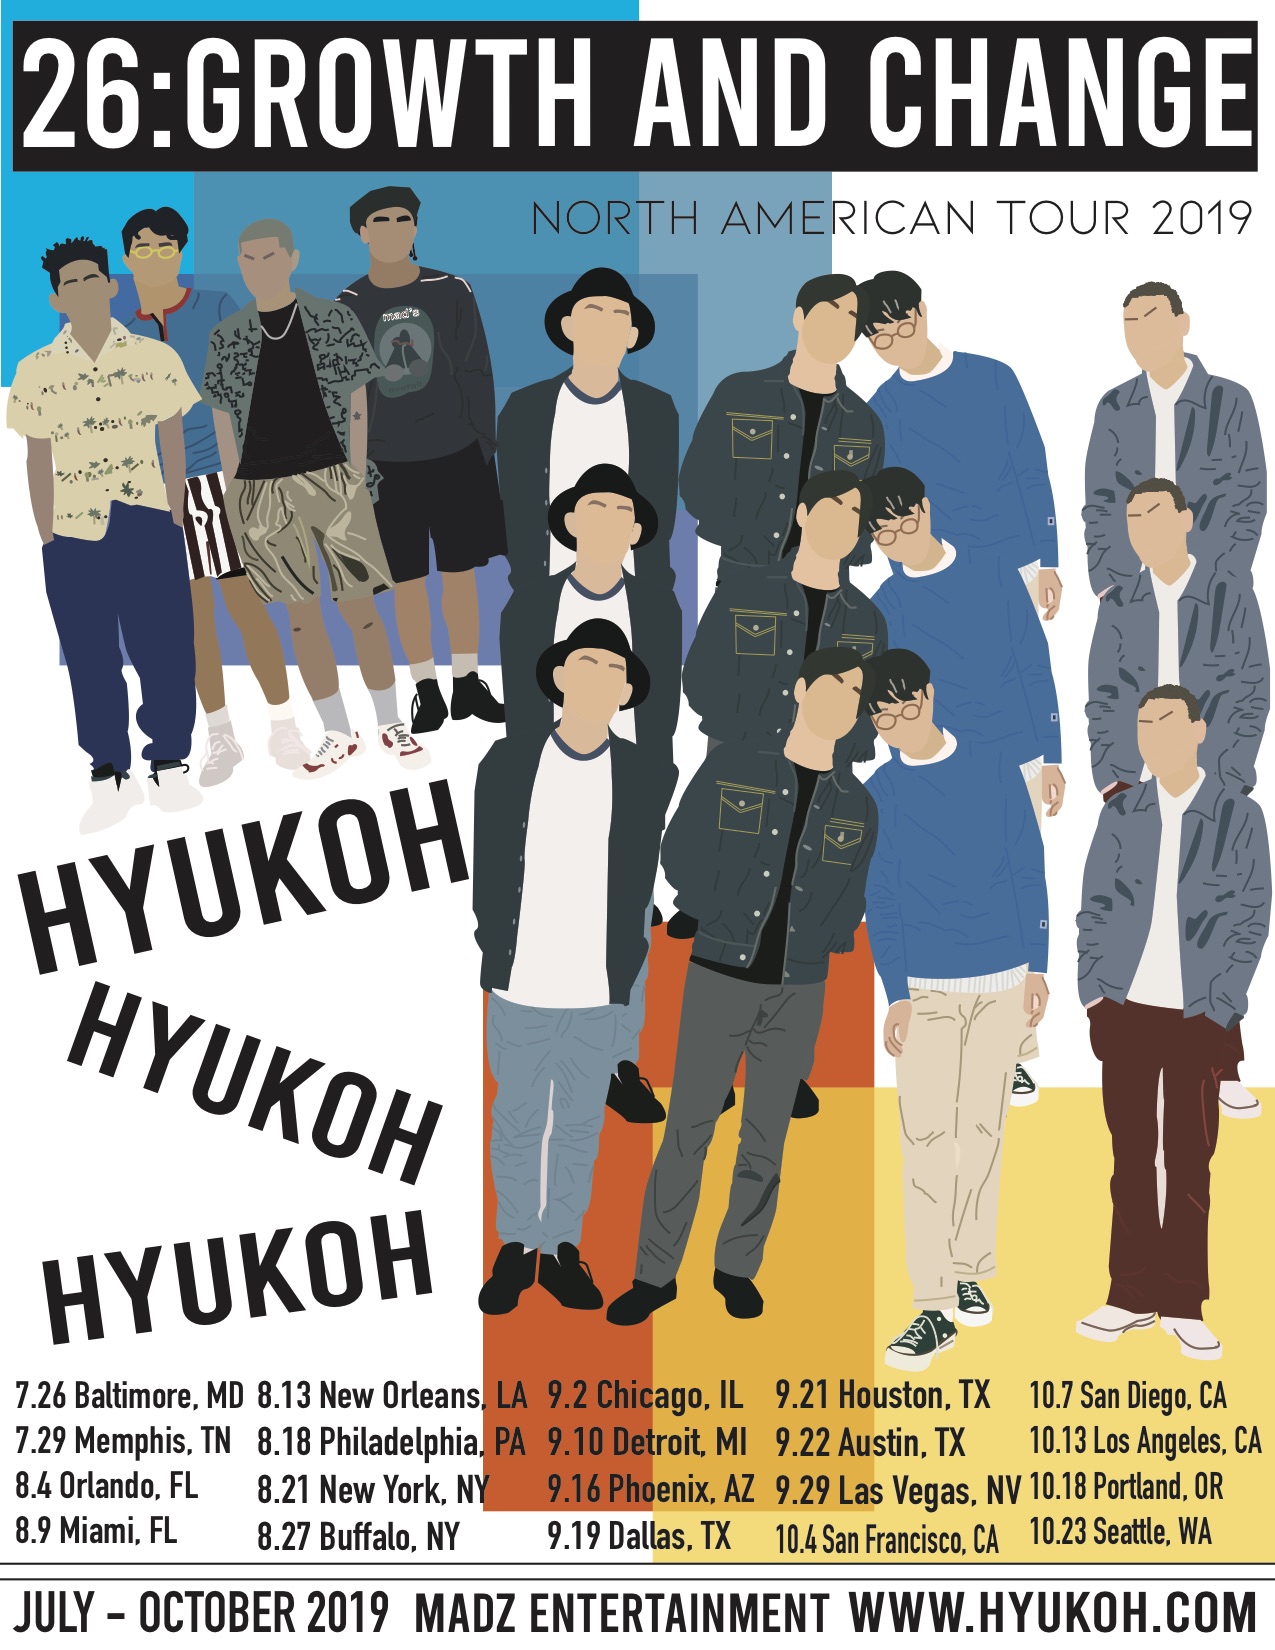 26:GROWTH AND CHANGE
NORTH AMERICAN TOUR 2019
mad's
HYUKOH
HYUKOH
HYUKOH
7.26 Baltimore, MD
7.29 Memphis, TN
8.4 Orlando, FL
8.9 Miami, FL
8.13 New Orleans, LA
8.18 Philadelphia, PA
8.21 New York, NY
8.27 Buffalo, NY
9.2 Chicago, IL
9.10 Detroit, MI
9.16 Phoenix, AZ
9.19 Dallas, TX
9.21 Houston, TX
9.22 Austin, TX
9.29 Las Vegas, NV
10.4 San Francisco, CA
10.7 San Diego, CA
10.13 Los Angeles, CA
10.18 Portland, OR
10.23 Seattle, WA
JULY – OCTOBER 2019 MADZ ENTERTAINMENT WWW.HYUKOH.COM